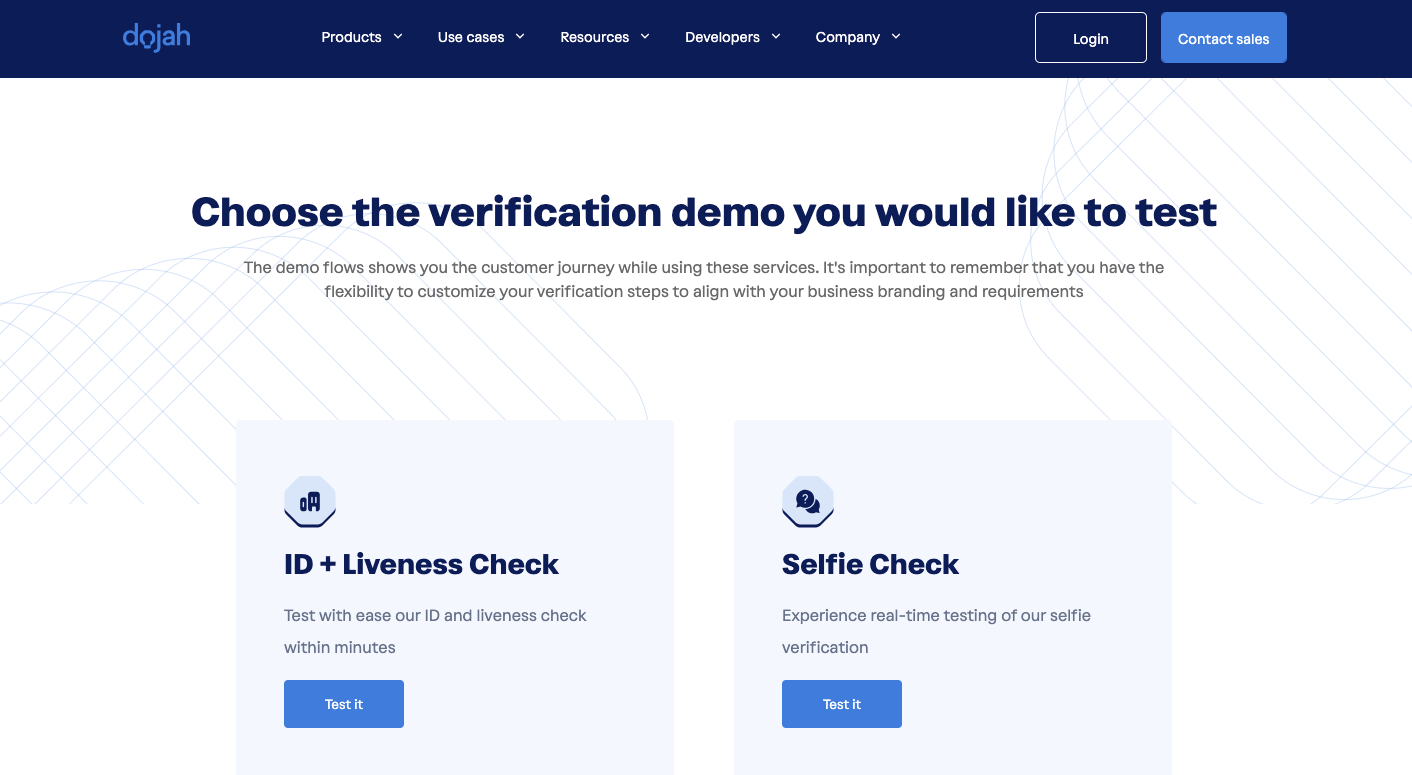 dojah
Products
Use cases
Resources
Developers
Company
Login
Contact sales
Choose the verification demo you would like to test
The demo flows shows you the customer journey while using these services. It's important to remember that you have the
flexibility to customize your verification steps to align with your business branding and requirements
ID + Liveness Check
Test with ease our ID and liveness check
within minutes
Test it
?
Selfie Check
Experience real-time testing of our selfie
verification
Test it